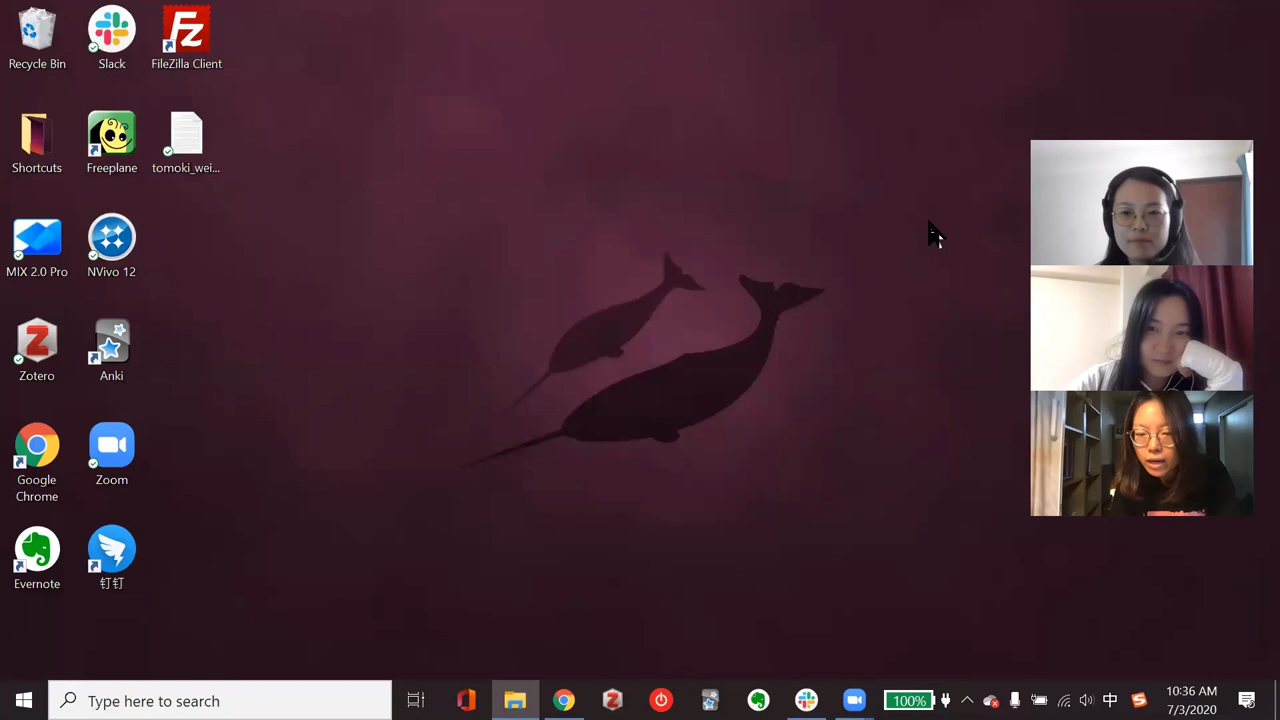 Recycle Bin
Slack
FileZilla Client
Shortcuts
Freeplane
tomoki_wei...
MIX 2.0 Pro
NVivo 12
Zotero
Anki
Google
Chrome
Zoom
Evernote
钉钉
Type here to search
100%
中
10:36 AM
7/3/2020